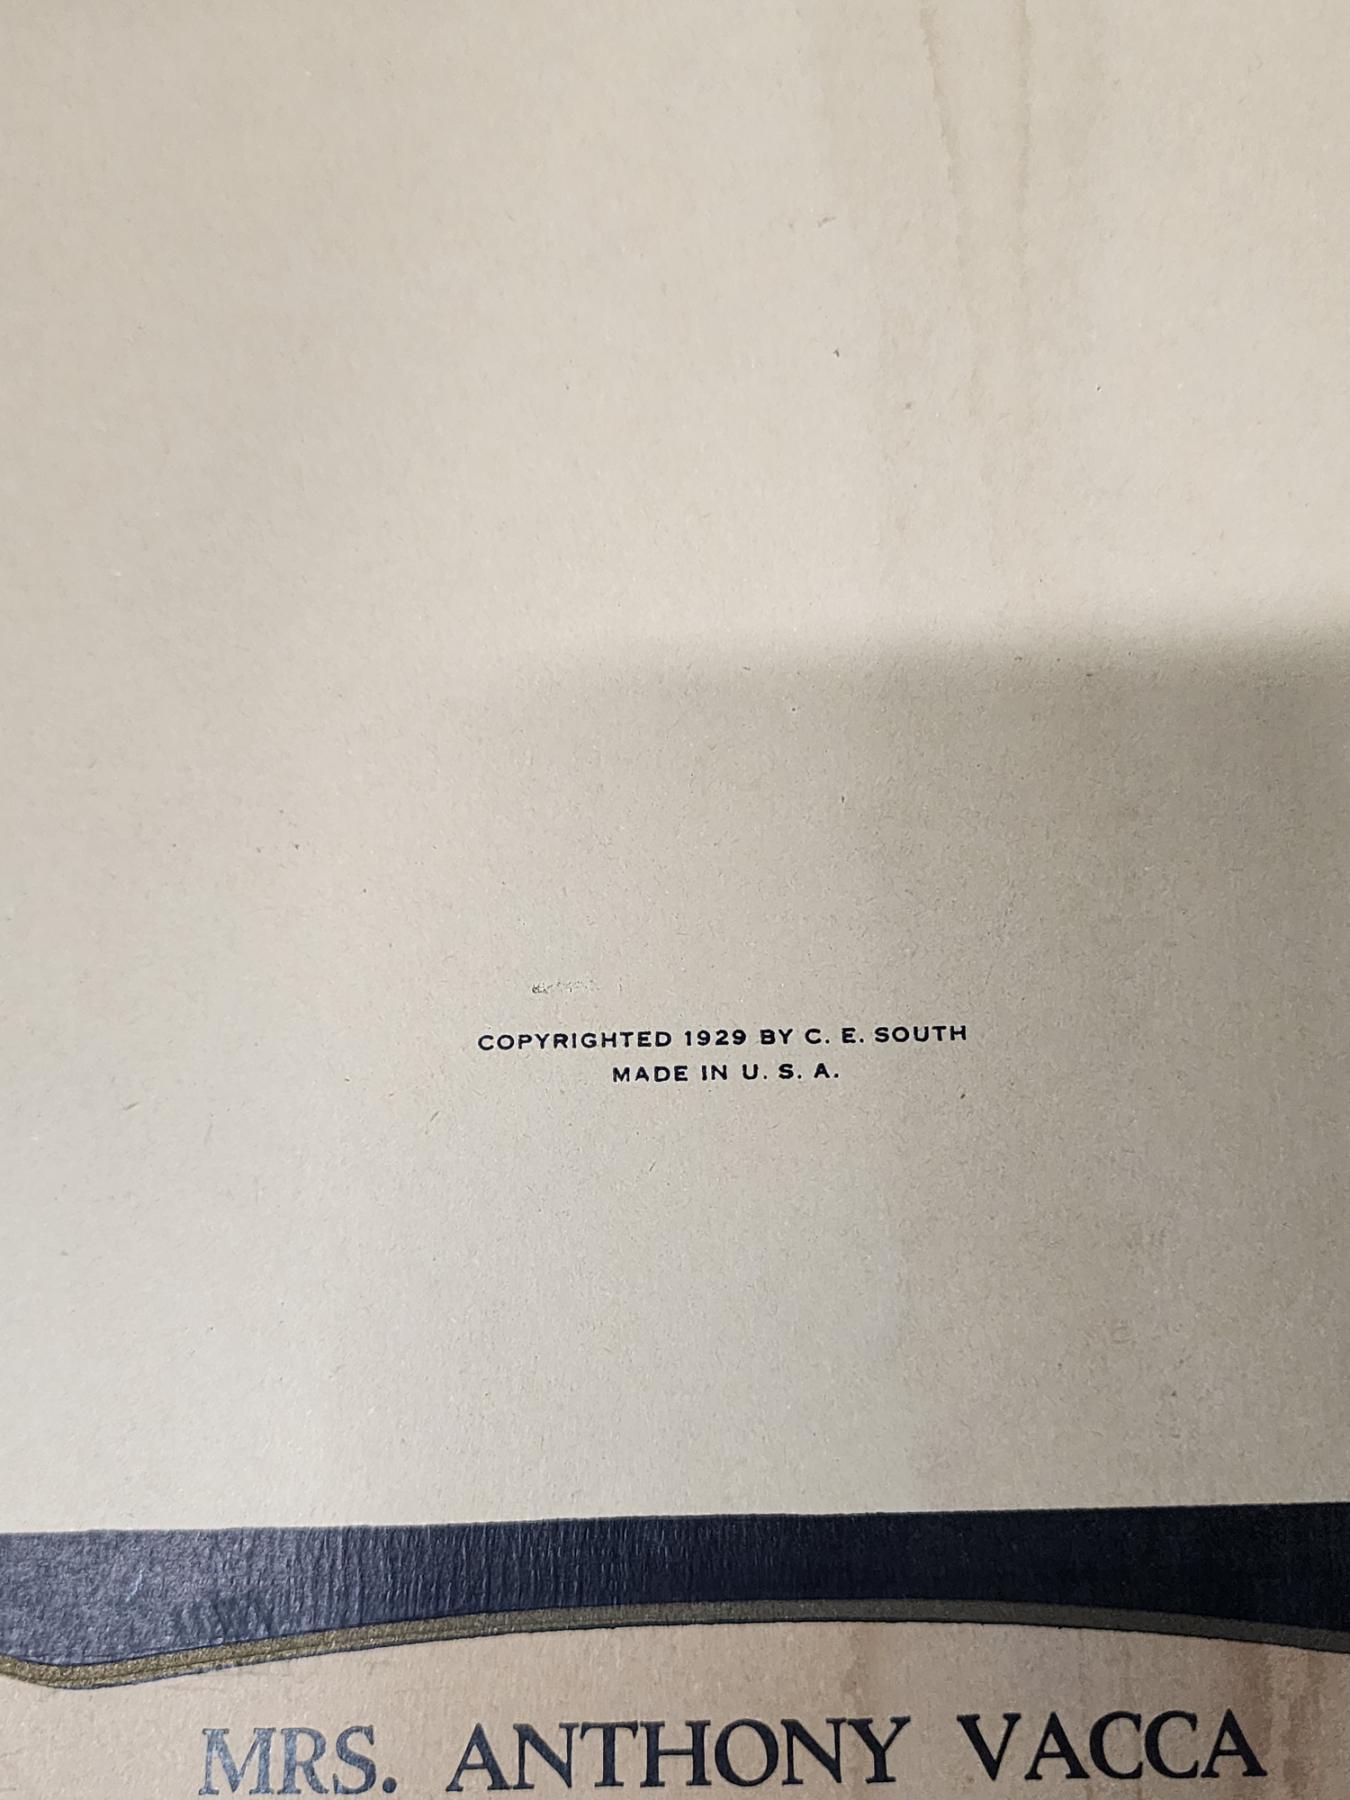 COPYRIGHTED 1929 BY C. E. SOUTH
MADE IN U. S. A.
MRS. ANTHONY VACCA